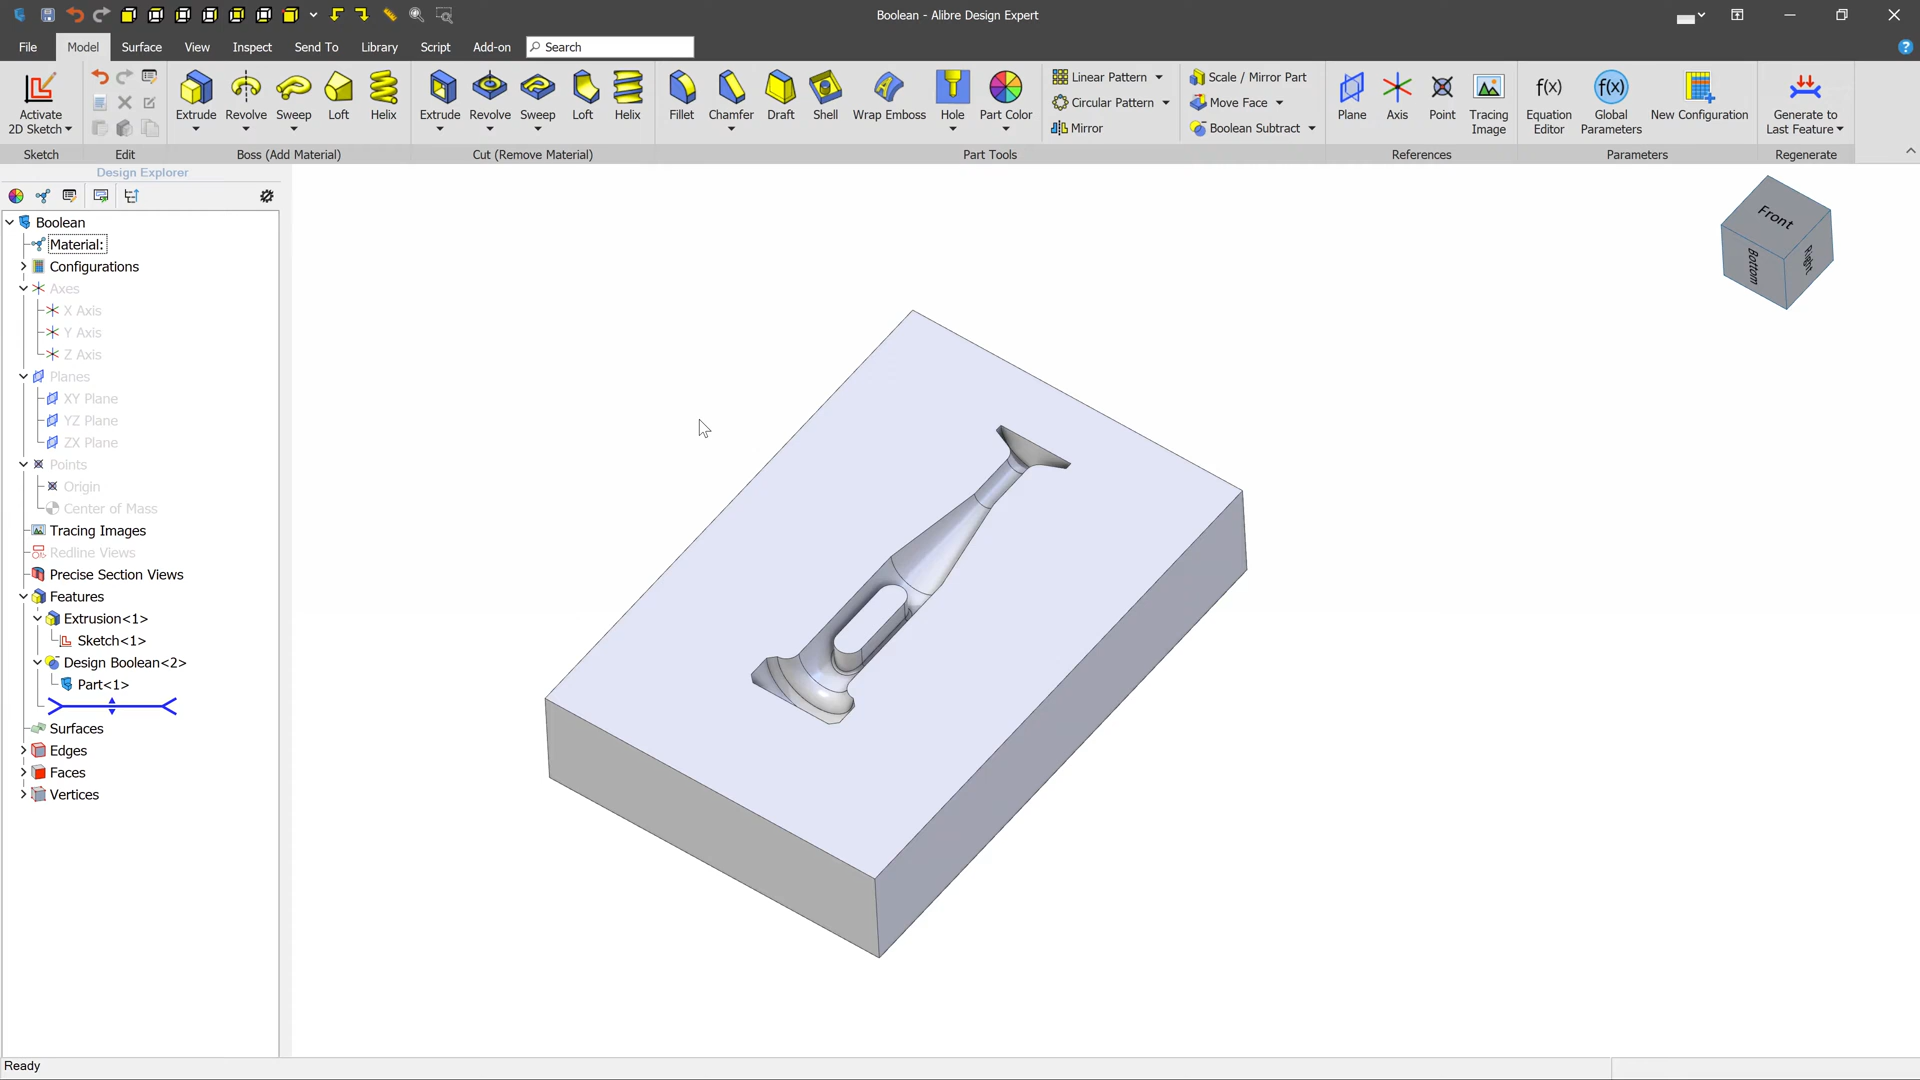 Boolean - Alibre Design Expert
File Model Surface View Inspect Send To Library Script Add-on Search
Activate
2D Sketch
Sketch
Edit
Extrude Revolve Sweep Loft Helix
Boss (Add Material)
Extrude Revolve Sweep Loft Helix
Cut (Remove Material)
Fillet Chamfer Draft Shell Wrap Emboss Hole Part Color
Linear Pattern
Circular Pattern
Mirror
Scale / Mirror Part
Move Face
Boolean Subtract
Part Tools
Plane Axis Point Tracing
Image
References
Equation
Editor
Global
Parameters
New Configuration
Parameters
Generate to
Last Feature
Regenerate
Design Explorer
Boolean
Material:
Configurations
Axes
X Axis
Y Axis
Z Axis
Planes
XY Plane
YZ Plane
ZX Plane
Points
Origin
Center of Mass
Tracing Images
Redline Views
Precise Section Views
Features
Extrusion<1>
Sketch<1>
Design Boolean<2>
Part<1>
Surfaces
Edges
Faces
Vertices
Front
Bottom
Right
Ready